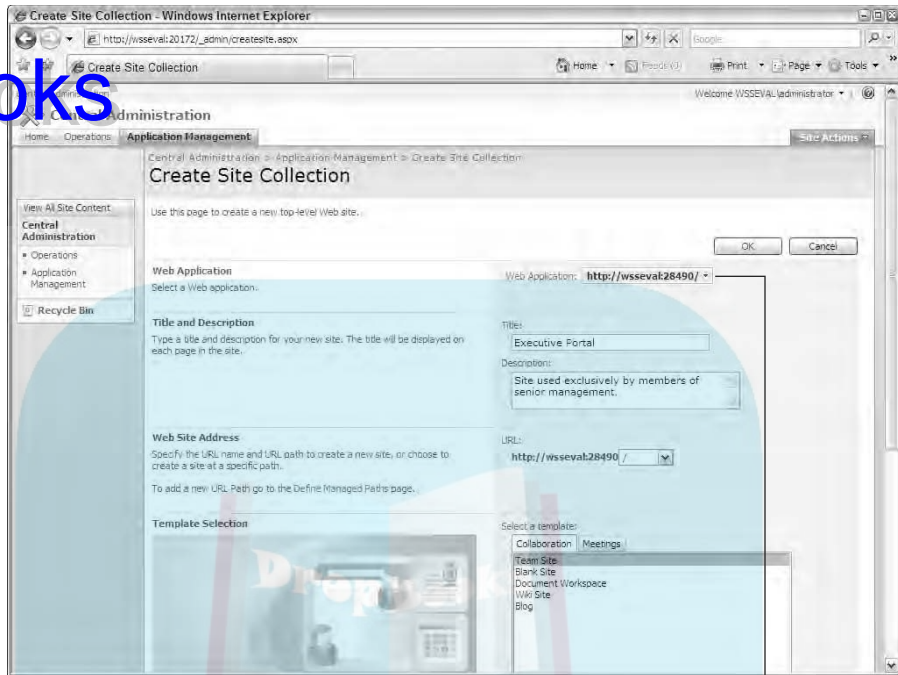 Create Site Collection - Windows Internet Explorer
http://wsseval:20172/_admin/createsite.aspx
Google
Create Site Collection
Home
Print
Page
Tools
oks
Welcome WSSEVAL\administrator
Central Administration
Home Operations Application Management
Site Actions
Central Administration > Application Management > Create Site Collection
Create Site Collection
View All Site Content
Central Administration
Operations
Application Management
Recycle Bin
Use this page to create a new top-level Web site.
OK Cancel
Web Application
Select a Web application.
Web Application: http://wsseval:28490/
Title and Description
Type a title and description for your new site. The title will be displayed on
each page in the site.
Title:
Executive Portal
Description:
Site used exclusively by members of
senior management.
Web Site Address
Specify the URL name and URL path to create a new site, or choose to
create a site at a specific path.
To add a new URL Path go to the Define Managed Paths page.
URL:
http://wsseval:28490 /
Template Selection
Select a template:
Collaboration Meetings
Team Site
Blank Site
Document Workspace
Wiki Site
Blog